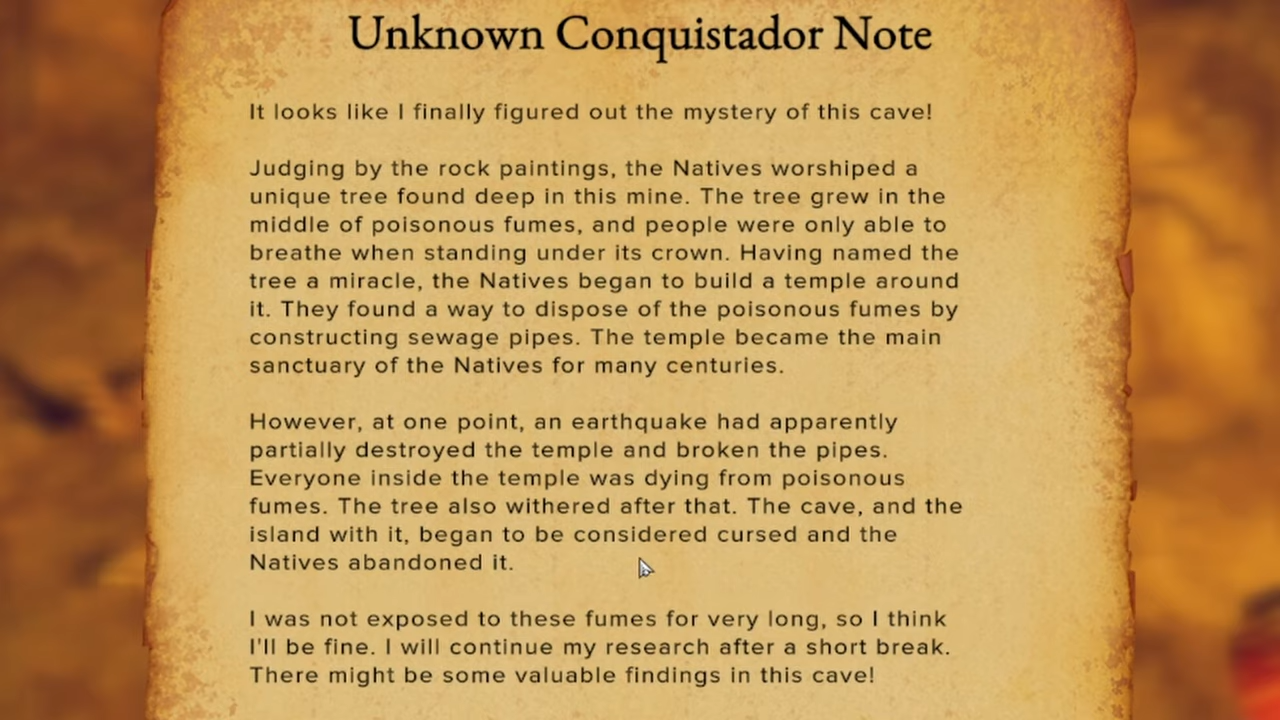 Unknown Conquistador Note
It looks like I finally figured out the mystery of this cave!
Judging by the rock paintings, the Natives worshiped a
unique tree found deep in this mine. The tree grew in the
middle of poisonous fumes, and people were only able to
breathe when standing under its crown. Having named the
tree a miracle, the Natives began to build a temple around
it. They found a way to dispose of the poisonous fumes by
constructing sewage pipes. The temple became the main
sanctuary of the Natives for many centuries.
However, at one point, an earthquake had apparently
partially destroyed the temple and broken the pipes.
Everyone inside the temple was dying from poisonous
fumes. The tree also withered after that. The cave, and the
island with it, began to be considered cursed and the
Natives abandoned it.
I was not exposed to these fumes for very long, so I think
I'll be fine. I will continue my research after a short break.
There might be some valuable findings in this cave!